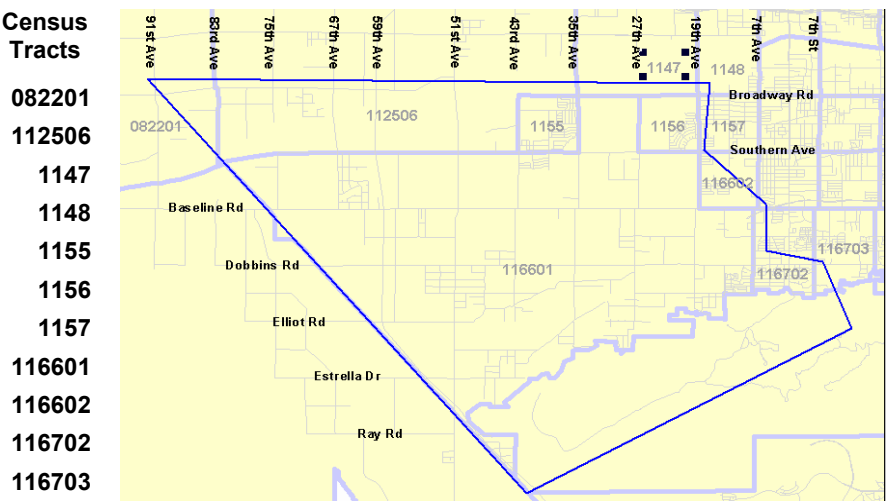 Census
Tracts
082201
112506
1147
1148
1155
1156
1157
116601
116602
116702
116703
91st Ave
83rd Ave
75th Ave
67th Ave
59th Ave
51st Ave
43rd Ave
35th Ave
27th Ave
19th Ave
7th Ave
7th St
1147
1148
Broadway Rd
082201
112506
1155
1156
1157
Southern Ave
116602
Baseline Rd
116703
Dobbins Rd
116601
116702
Elliot Rd
Estrella Dr
Ray Rd